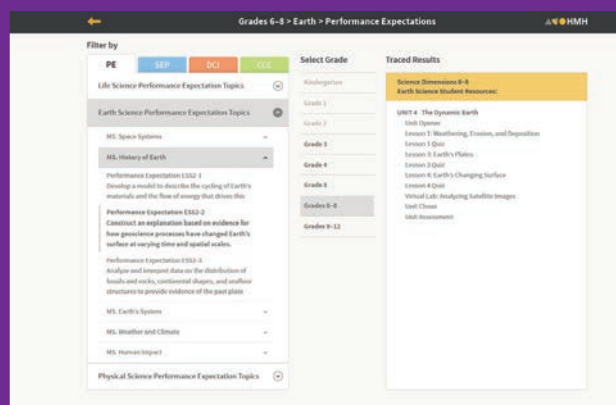 Grades 6–8 > Earth > Performance Expectations
HMH
Filter by
PE
SEP
DCI
CCC
Life Science Performance Expectation Topics
Earth Science Performance Expectation Topics
MS. Space Systems
MS. History of Earth
Performance Expectation ESS2-1
Develop a model to describe the cycling of Earth's
materials and the flow of energy that drives this
Performance Expectation ESS2-2
Construct an explanation based on evidence for
how geoscience processes have changed Earth's
surface at varying time and spatial scales.
Performance Expectation ESS2-3
Analyze and interpret data on the distribution of
fossils and rocks, continental shapes, and seafloor
structures to provide evidence of the past plate
MS. Earth's System
MS. Weather and Climate
MS. Human Impact
Physical Science Performance Expectation Topics
Select Grade
Kindergarten
Grade 1
Grade 2
Grade 3
Grade 4
Grade 5
Grades 6–8
Grades 9–12
Traced Results
Science Dimensions 6–8
Earth Science Student Resources:
UNIT 4 The Dynamic Earth
Unit Opener
Lesson 1: Weathering, Erosion, and Deposition
Lesson 1 Quiz
Lesson 3: Earth's Plates
Lesson 3 Quiz
Lesson 4: Earth's Changing Surface
Lesson 4 Quiz
Virtual Lab: Analyzing Satellite Images
Unit Closer
Unit Assessment